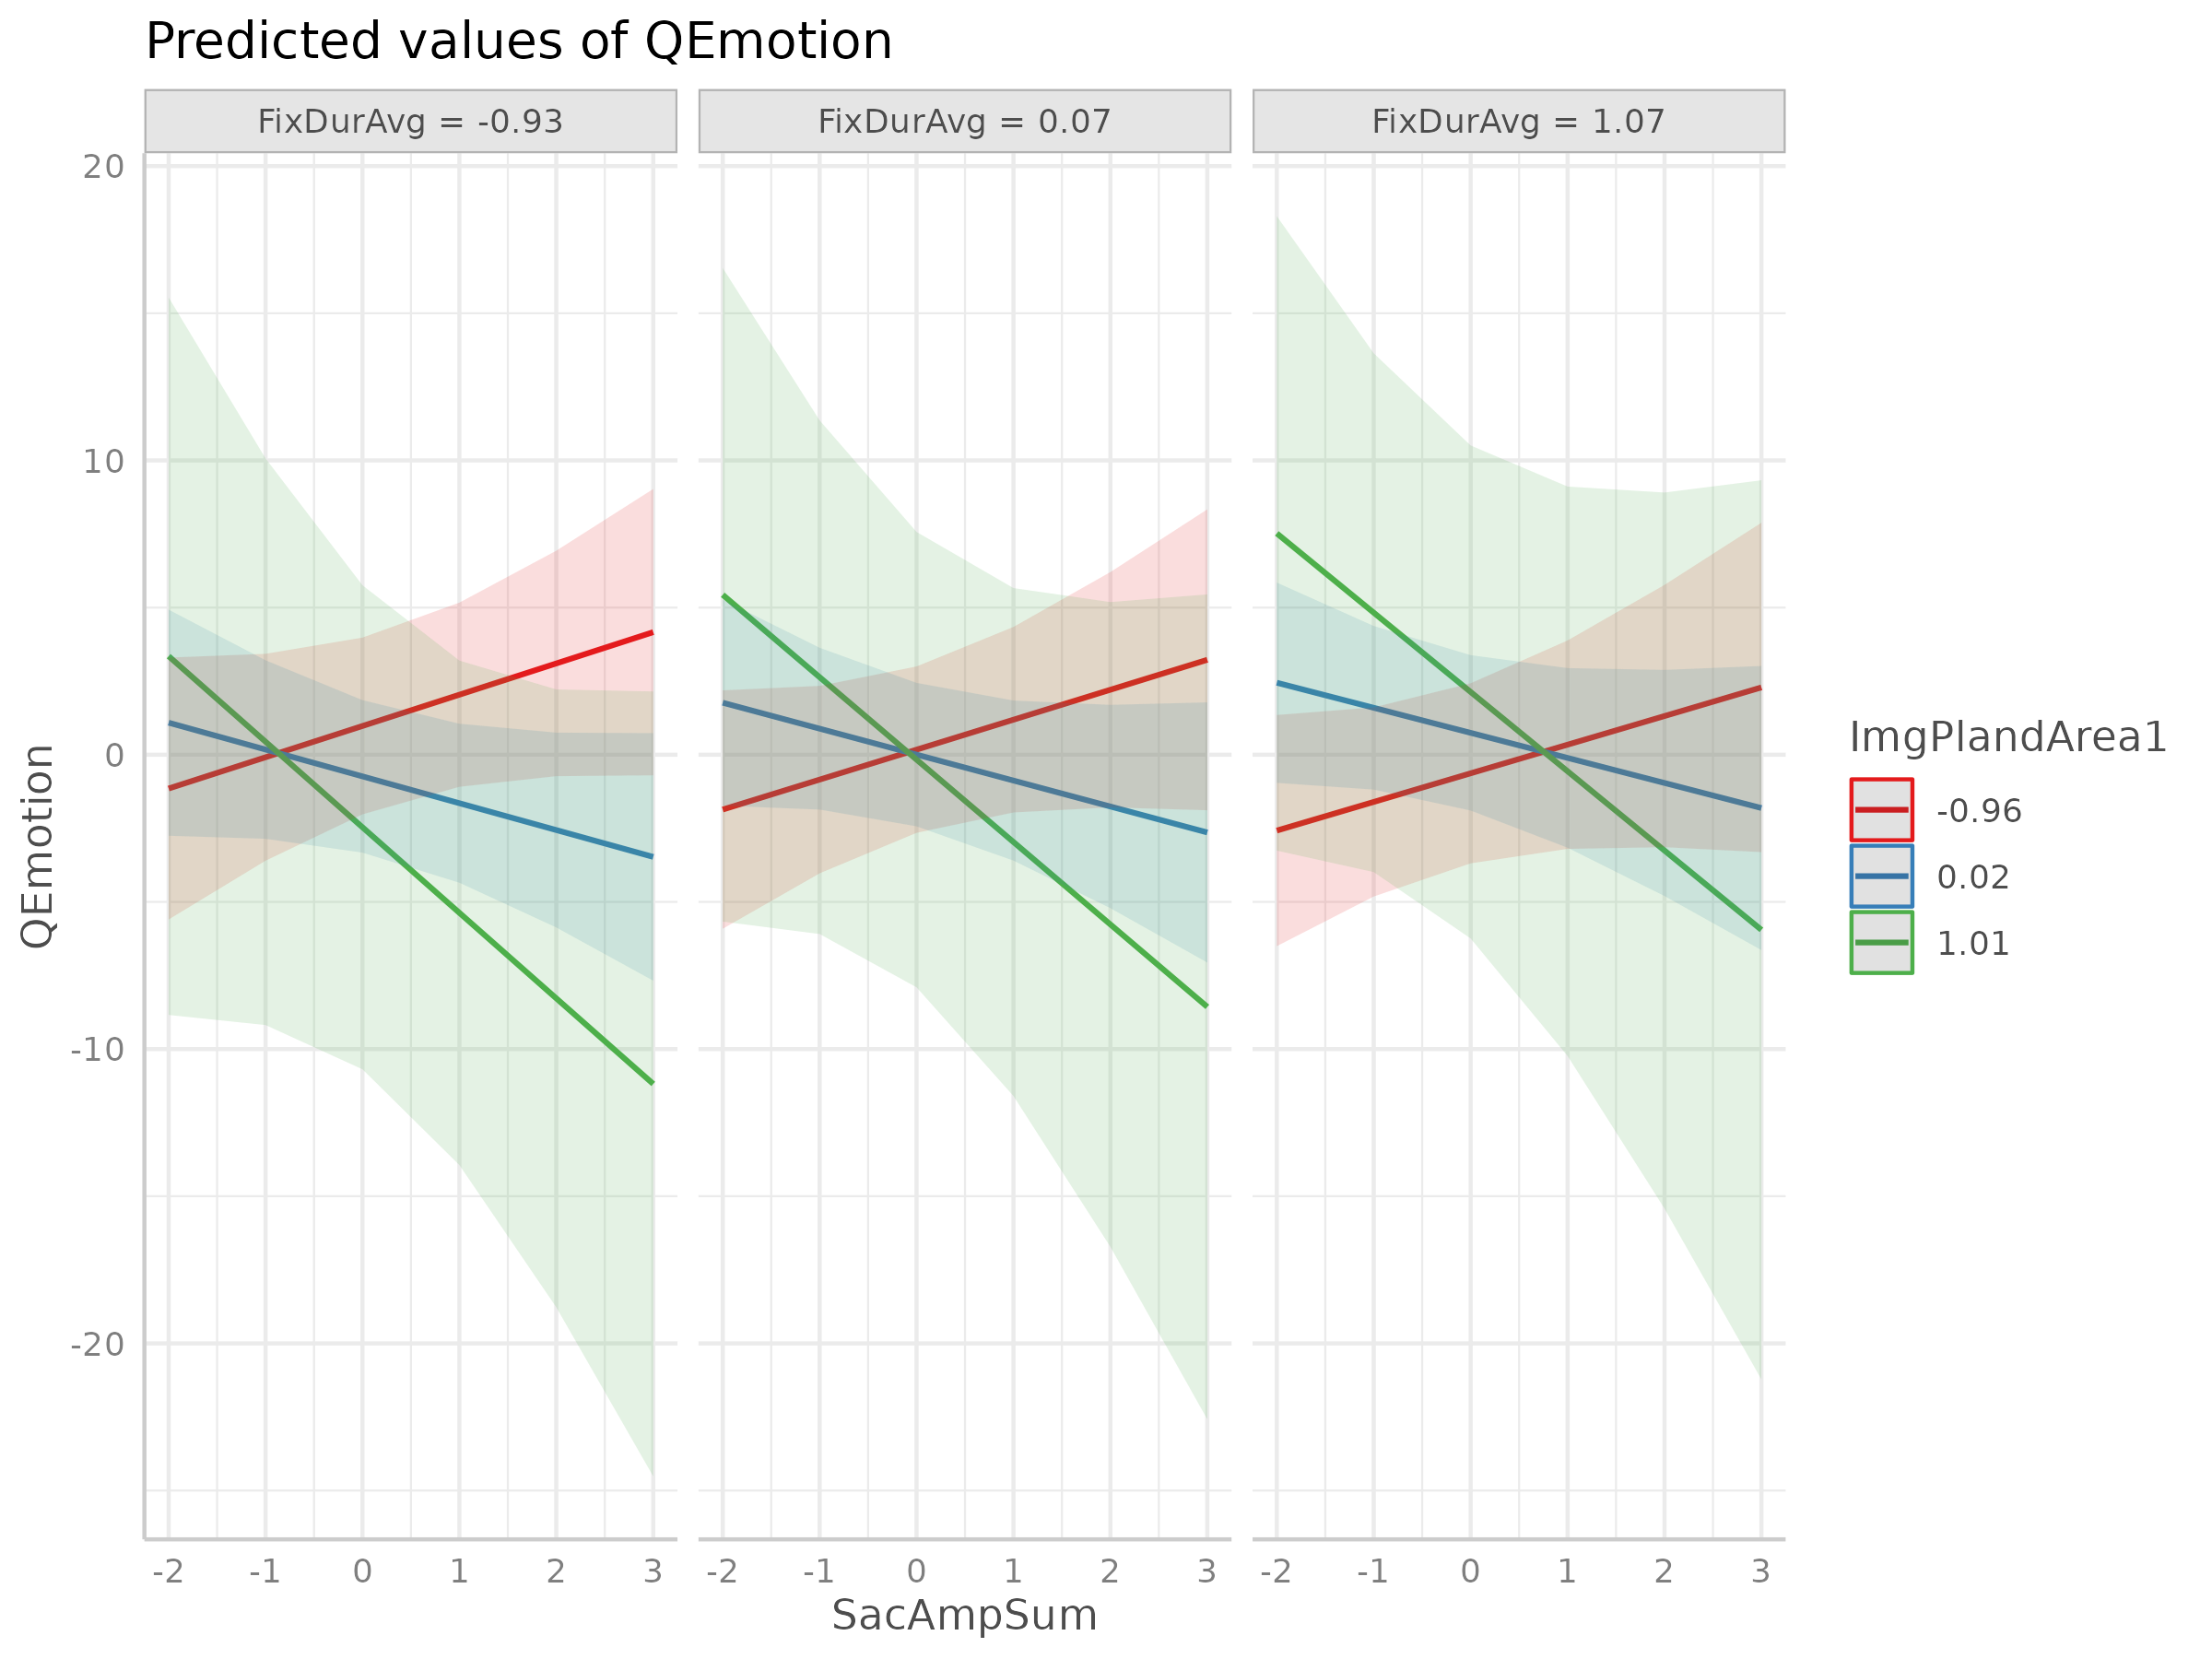 Predicted values of QEmotion
FixDurAvg = -0.93
FixDurAvg = 0.07
FixDurAvg = 1.07
20
10
0
-10
-20
QEmotion
-2 -1 0 1 2 3
-2 -1 0 1 2 3
-2 -1 0 1 2 3
SacAmpSum
ImgPlandArea1
-0.96
0.02
1.01